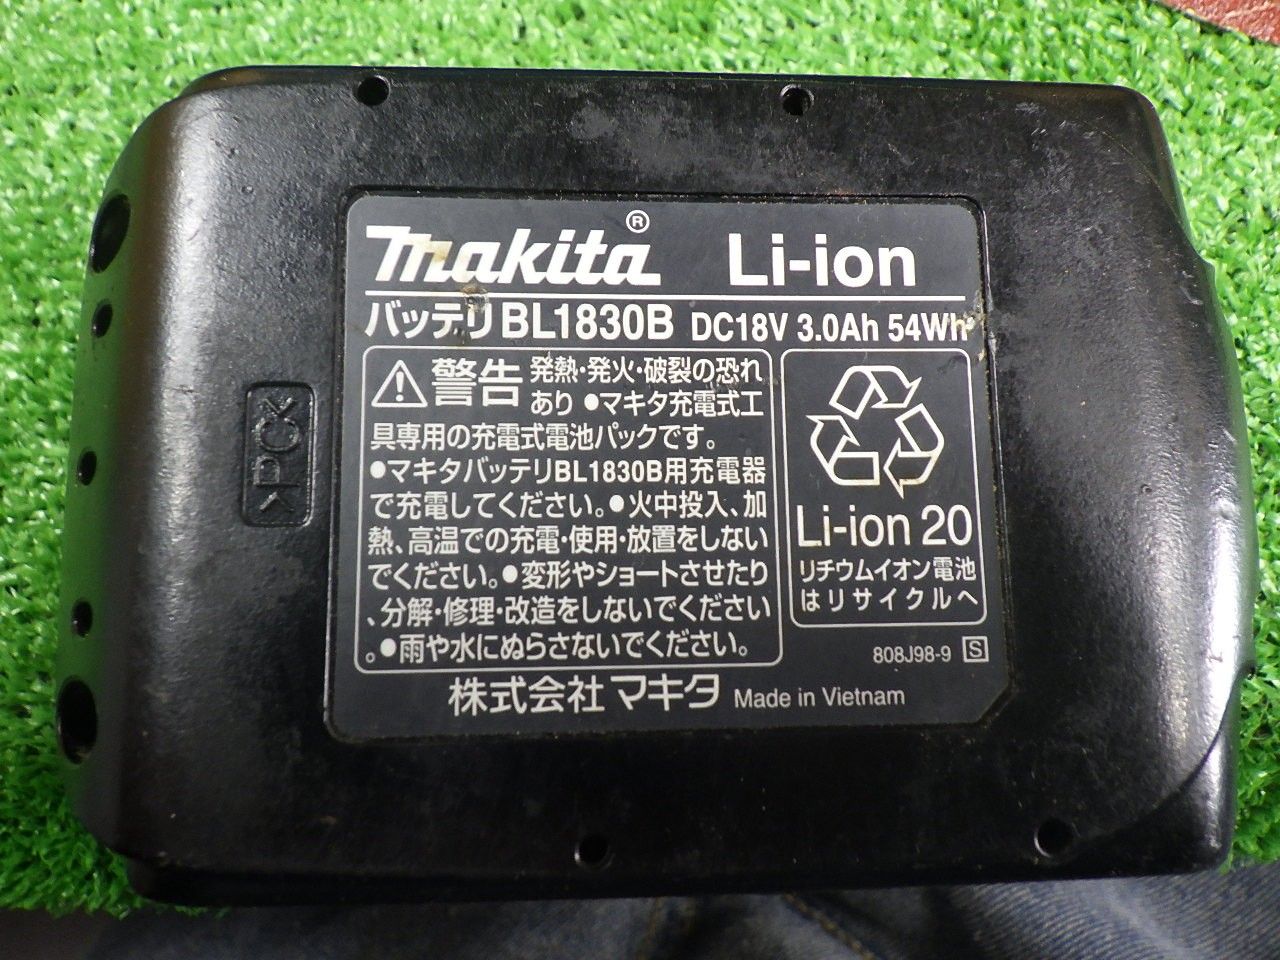 makita® Li-ion
バッテリ BL1830B DC18V 3.0Ah 54Wh
警告 発熱・発火・破裂の恐れ
あり ●マキタ充電式工
具専用の充電式電池パックです。
●マキタバッテリBL1830B用充電器
で充電してください。●火中投入、加
熱、高温での充電・使用・放置をしない
でください。●変形やショートさせたり
、分解・修理・改造をしないでください
。●雨や水にぬらさないでください。
Li-ion 20
リチウムイオン電池
はリサイクルへ
808J98-9 S
株式会社 マキタ Made in Vietnam
>PC<